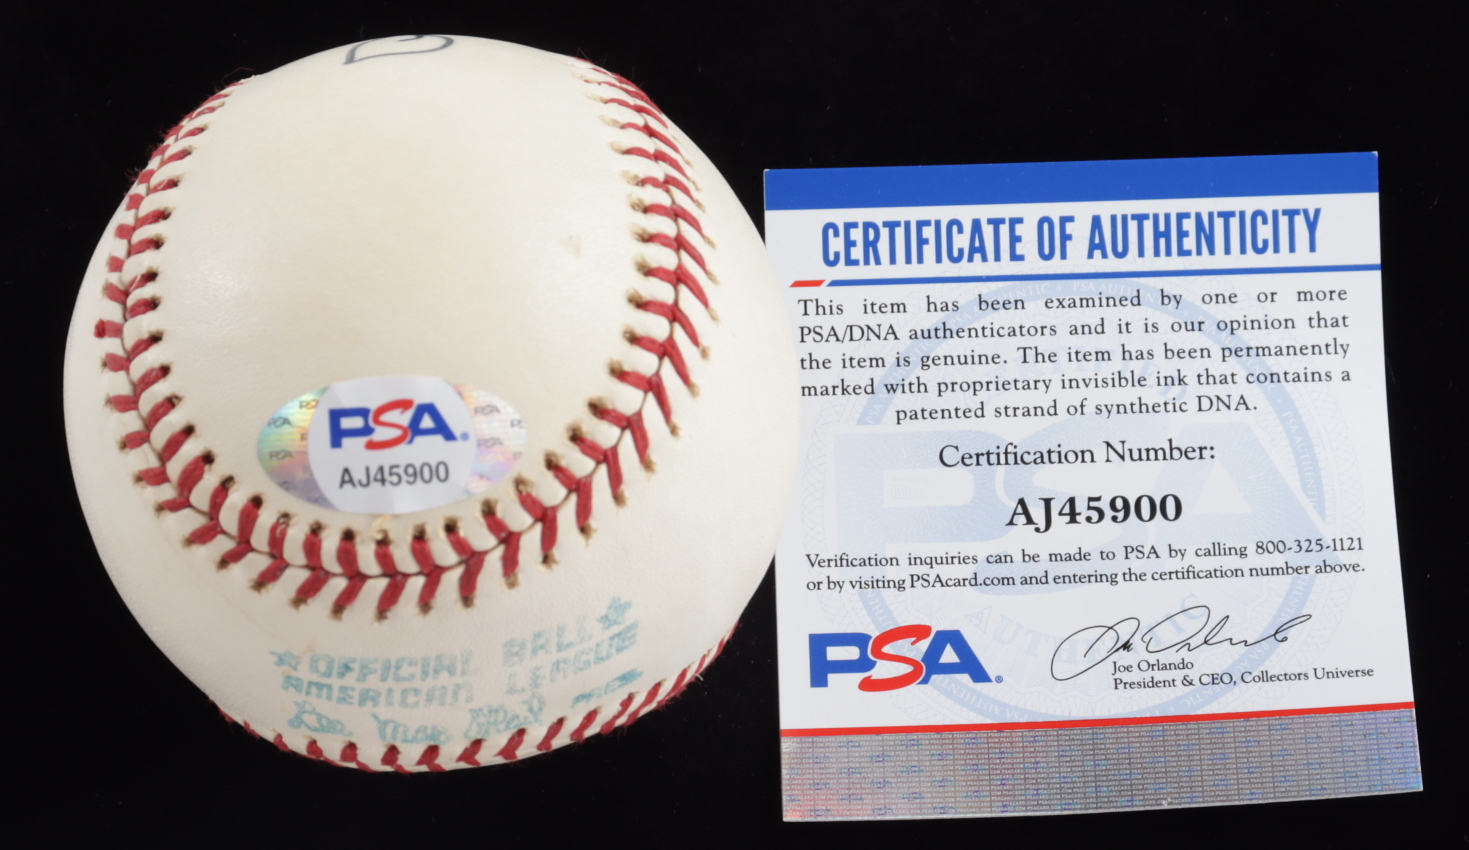 PSA
AJ45900
OFFICIAL BALL
AMERICAN LEAGUE
CERTIFICATE OF AUTHENTICITY
This item has been examined by one or more
PSA/DNA authenticators and it is our opinion that
the item is genuine. The item has been permanently
marked with proprietary invisible ink that contains a
patented strand of synthetic DNA.
Certification Number:
AJ45900
Verification inquiries can be made to PSA by calling 800-325-1121
or by visiting PSAcard.com and entering the certification number above.
PSA
Joe Orlando
President & CEO, Collectors Universe